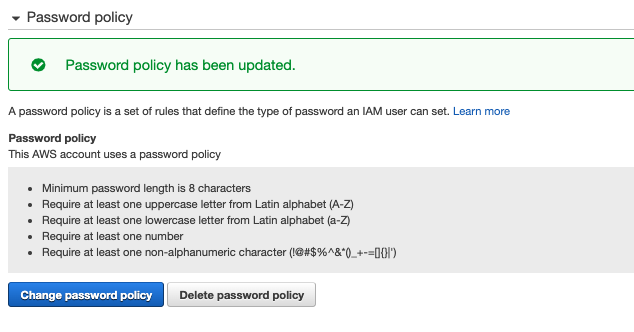 Password policy
Password policy has been updated.
A password policy is a set of rules that define the type of password an IAM user can set. Learn more
Password policy
This AWS account uses a password policy
• Minimum password length is 8 characters
• Require at least one uppercase letter from Latin alphabet (A-Z)
• Require at least one lowercase letter from Latin alphabet (a-Z)
• Require at least one number
• Require at least one non-alphanumeric character (!@#$%^&*()_+-=[]{}|')
Change password policy
Delete password policy